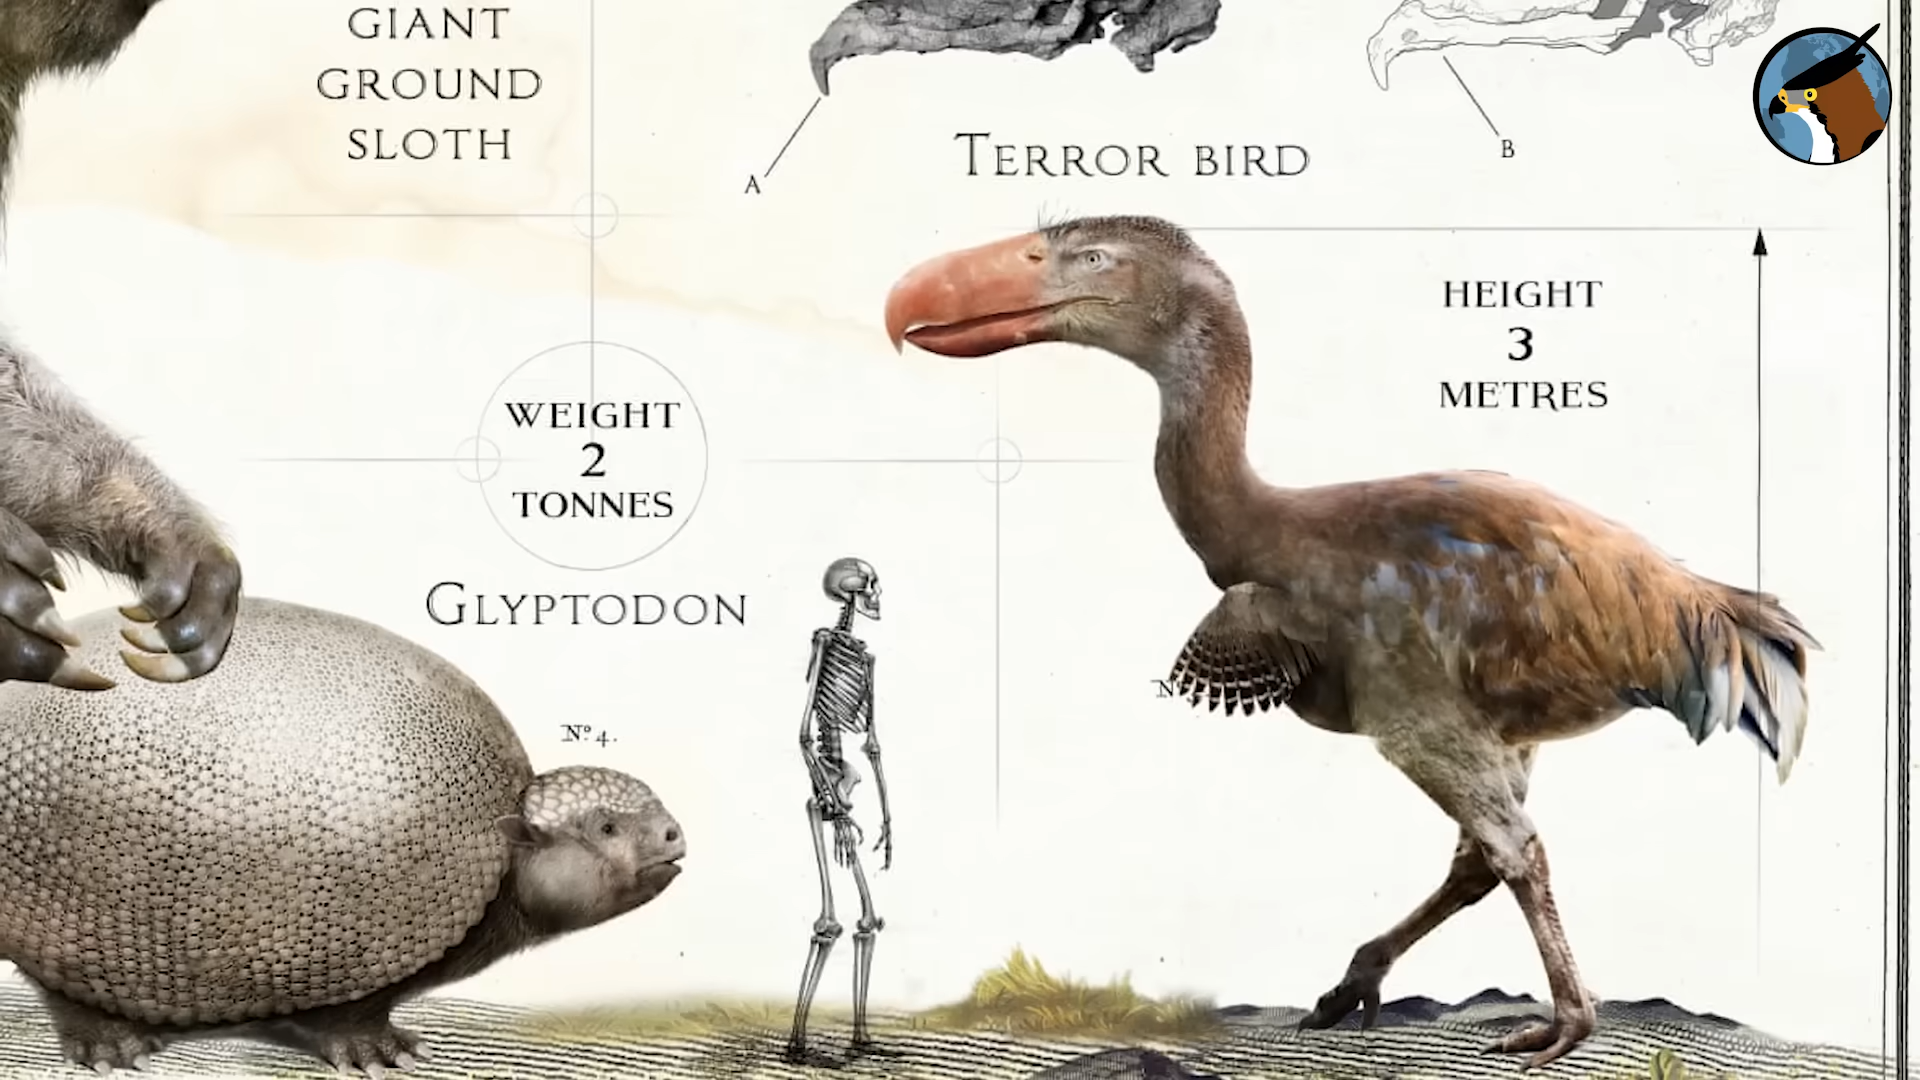 GIANT
GROUND
SLOTH
A
TERROR BIRD
B
HEIGHT
3
METRES
WEIGHT
2
TONNES
GLYPTODON
Nº 4.